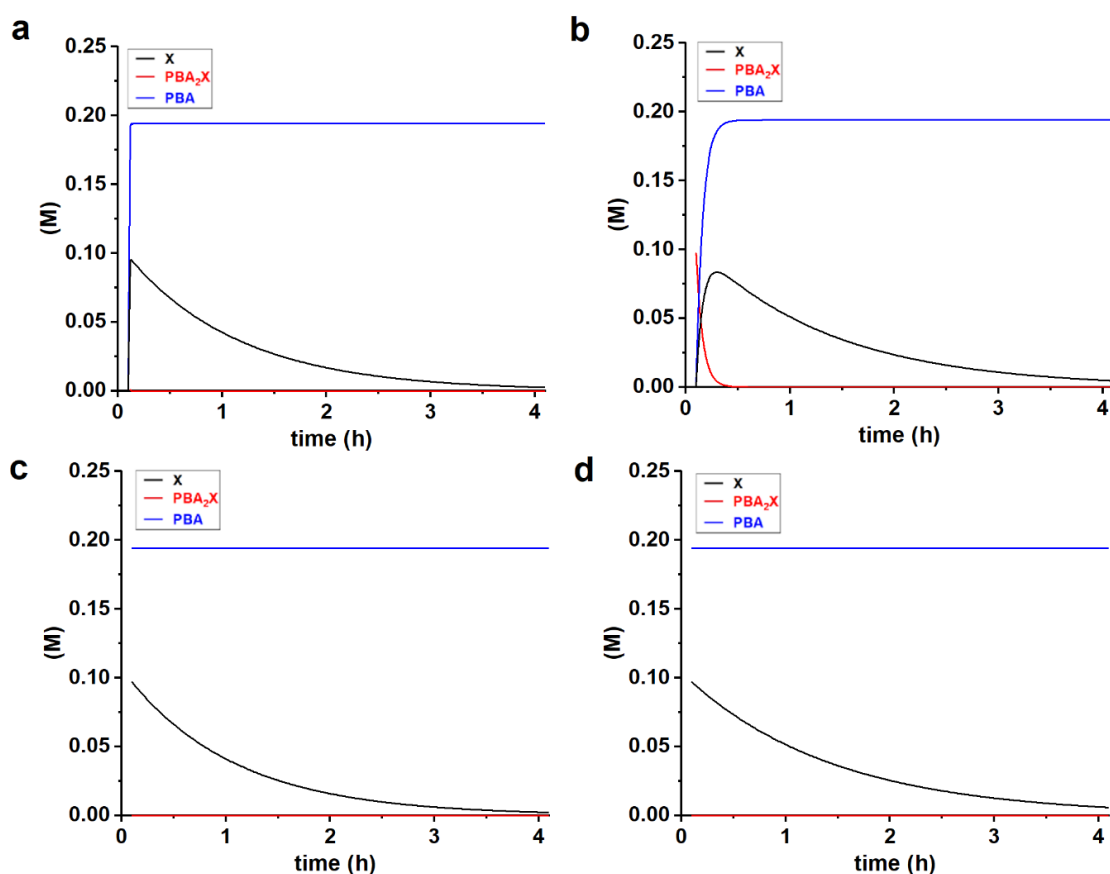 a
0.25
0.20
0.15
0.10
0.05
0.00
(M)
X
PBA₂X
PBA
0 1 2 3 4
time (h)
b
0.25
0.20
0.15
0.10
0.05
0.00
(M)
X
PBA₂X
PBA
0 1 2 3 4
time (h)
c
0.25
0.20
0.15
0.10
0.05
0.00
(M)
X
PBA₂X
PBA
0 1 2 3 4
time (h)
d
0.25
0.20
0.15
0.10
0.05
0.00
(M)
X
PBA₂X
PBA
0 1 2 3 4
time (h)